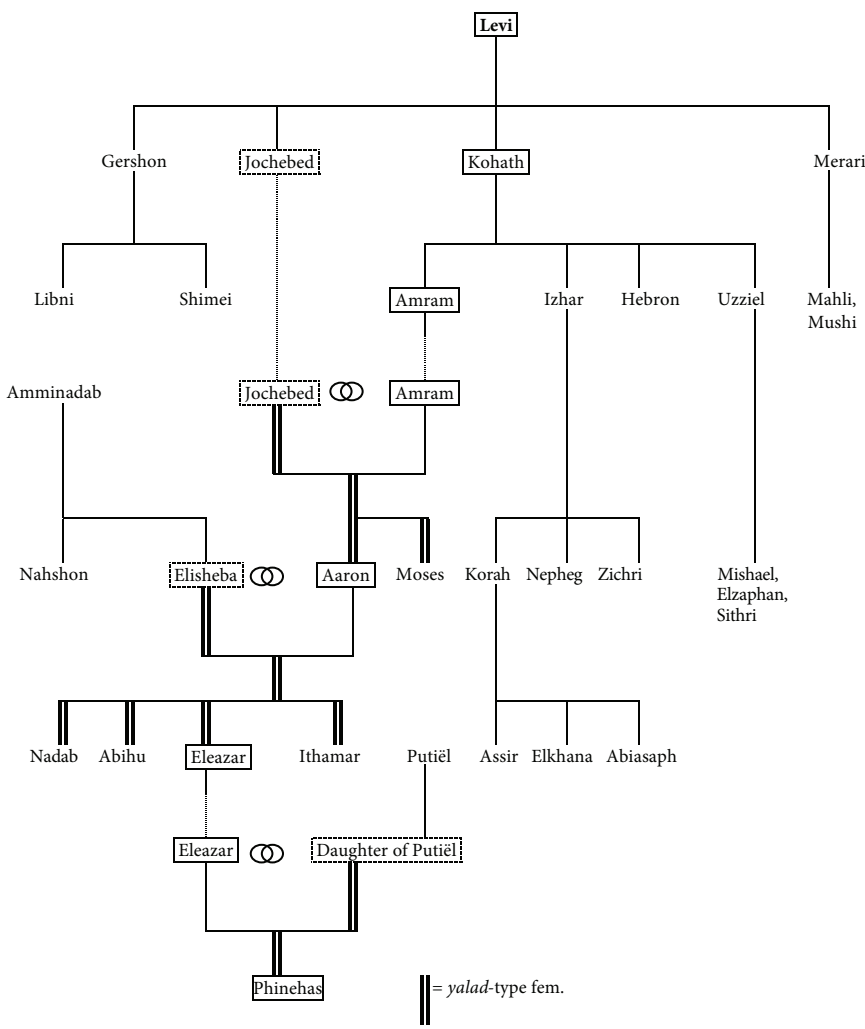 Levi
Gershon Jochebed Kohath Merari
Libni Shimei Amram Izhar Hebron Uzziel Mahli,
Mushi
Amminadab Jochebed Amram
Nahshon Elisheba Aaron Moses Korah Nepheg Zichri Mishael,
Elzaphan,
Sithri
Nadab Abihu Eleazar Ithamar Putiël Assir Elkhana Abiasaph
Eleazar Daughter of Putiël
Phinehas = yalad-type fem.